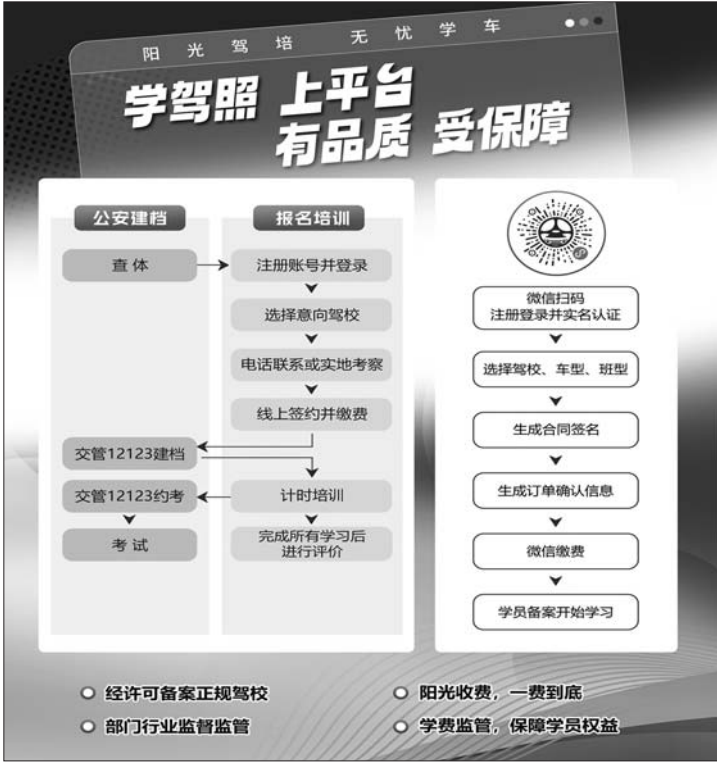 阳光驾培 无忧学车
学驾照 上平台
有品质 受保障
公安建档
查体
交管12123建档
交管12123约考
考试
报名培训
注册账号并登录
选择意向驾校
电话联系或实地考察
线上签约并缴费
计时培训
完成所有学习后
进行评价
微信扫码
注册登录并实名认证
选择驾校、车型、班型
生成合同签名
生成订单确认信息
微信缴费
学员备案开始学习
经许可备案正规驾校
阳光收费，一费到底
部门行业监督监管
学费监管，保障学员权益